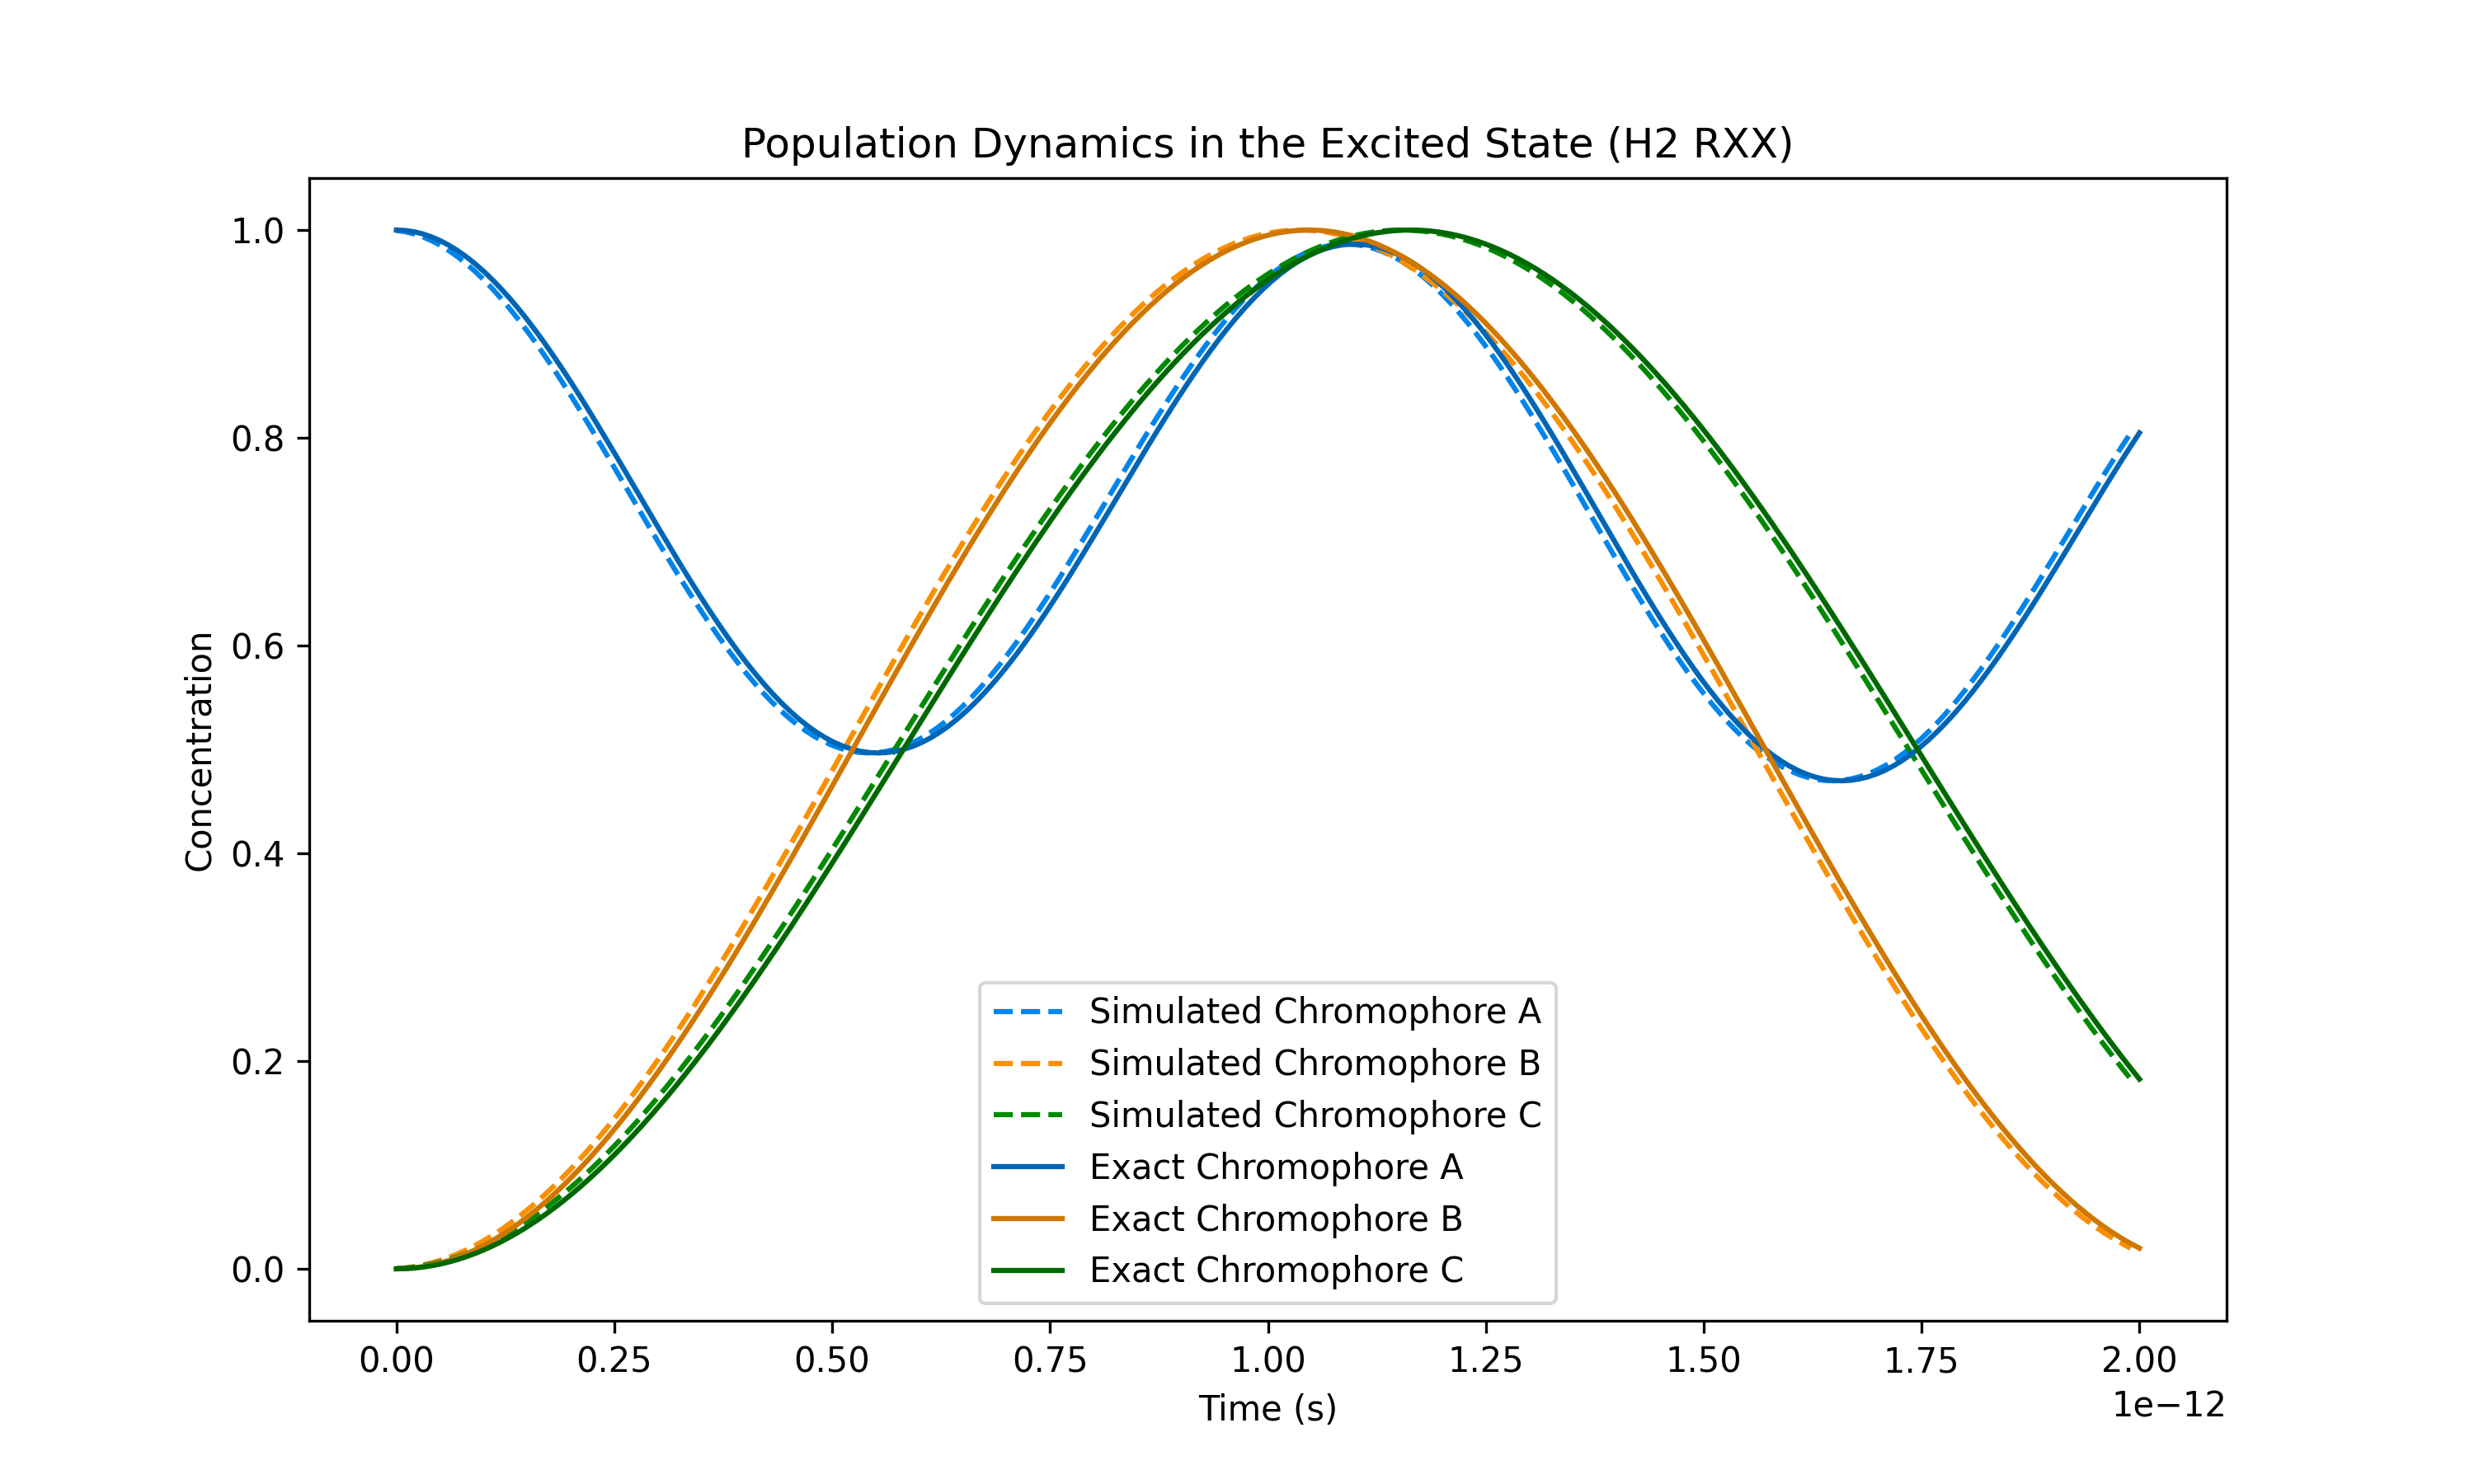 Population Dynamics in the Excited State (H2 RXX)
Concentration
1.0
0.8
0.6
0.4
0.2
0.0
Simulated Chromophore A
Simulated Chromophore B
Simulated Chromophore C
Exact Chromophore A
Exact Chromophore B
Exact Chromophore C
0.00 0.25 0.50 0.75 1.00 1.25 1.50 1.75 2.00
Time (s)
1e−12